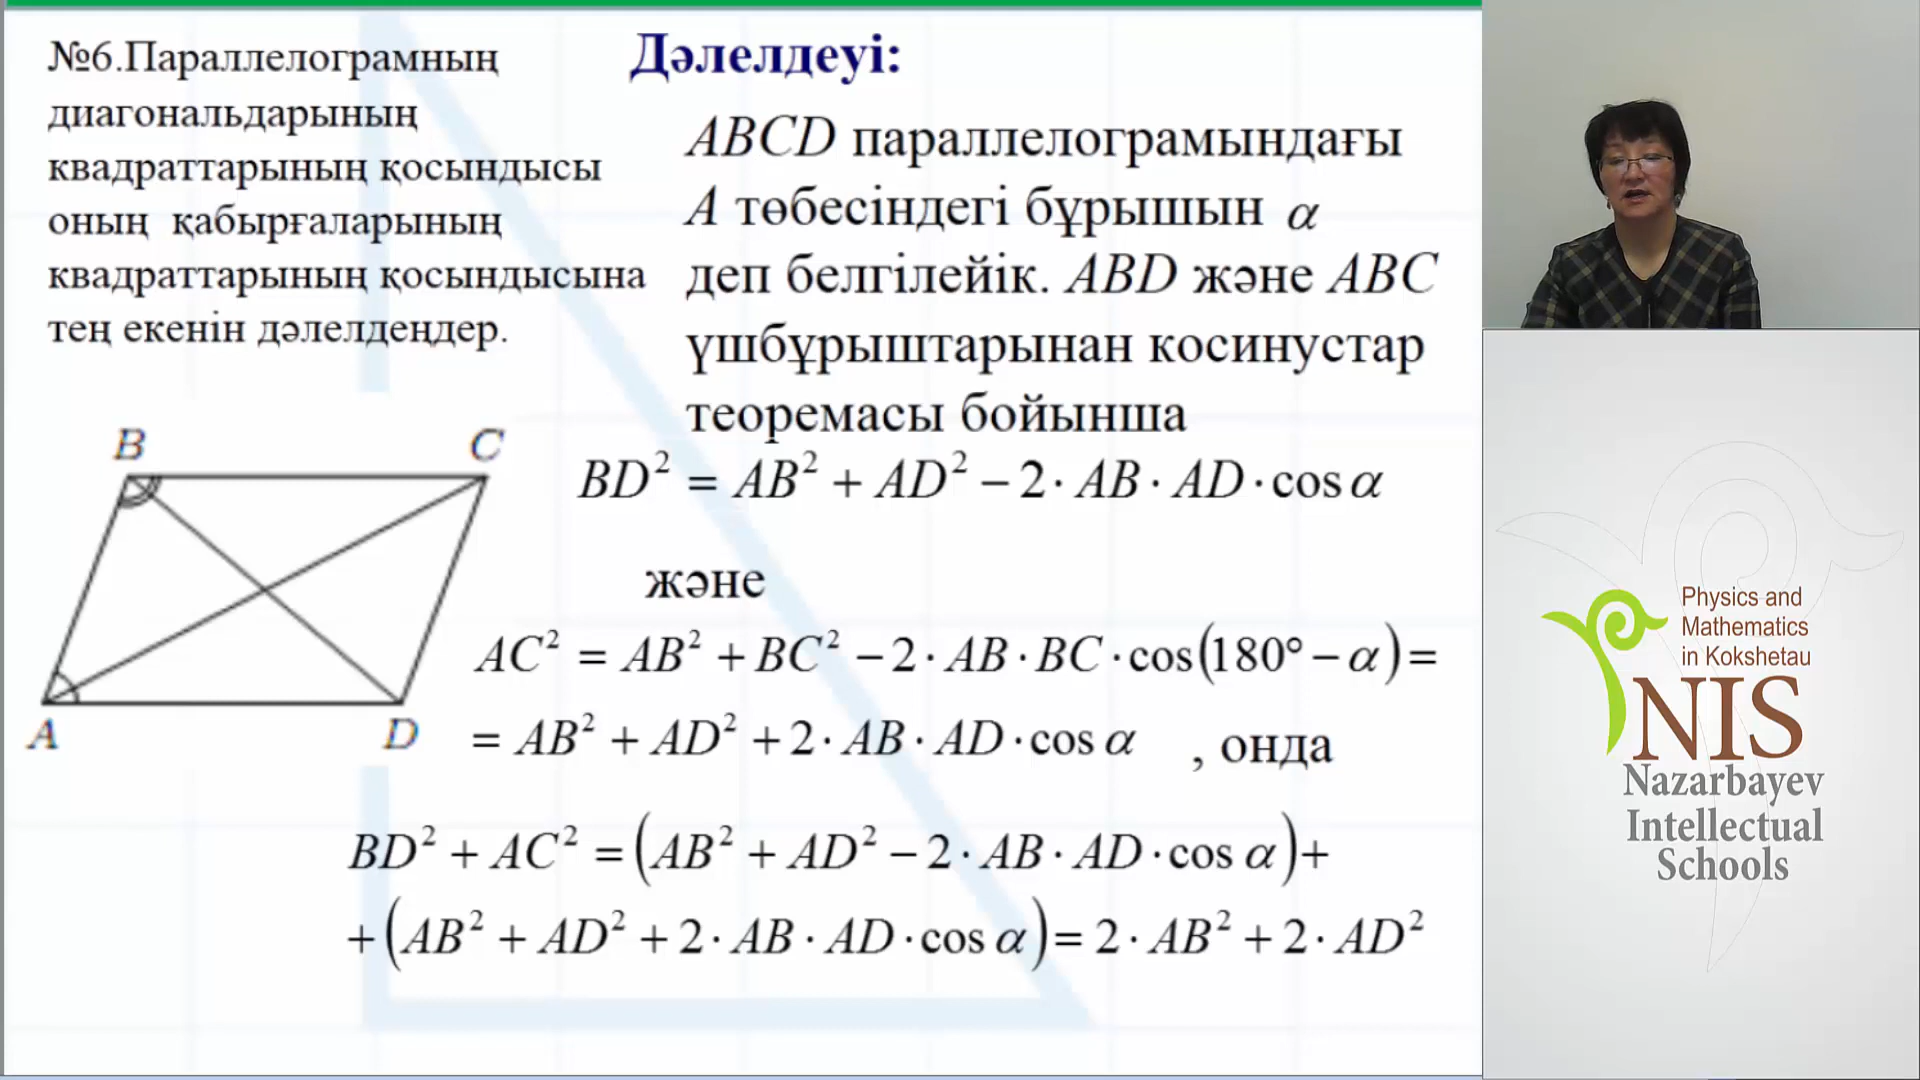 №6.Параллелограмның
диагональдарының
квадраттарының қосындысы
оның қабырғаларының
квадраттарының қосындысына
тең екенін дәлелдеңдер.
B
C
A
D
Дәлелдеуі:
ABCD параллелограмындағы
A төбесіндегі бұрышын α
деп белгілейік. ABD және ABC
үшбұрыштарынан косинустар
теоремасы бойынша
BD² = AB² + AD² − 2· AB · AD · cos α
және
AC² = AB² + BC² − 2· AB · BC · cos(180° − α) =
= AB² + AD² + 2· AB · AD · cos α , онда
BD² + AC² = (AB² + AD² − 2· AB · AD · cos α)+
+ (AB² + AD² + 2· AB · AD · cos α) = 2· AB² + 2· AD²
Physics and
Mathematics
in Kokshetau
NIS
Nazarbayev
Intellectual
Schools